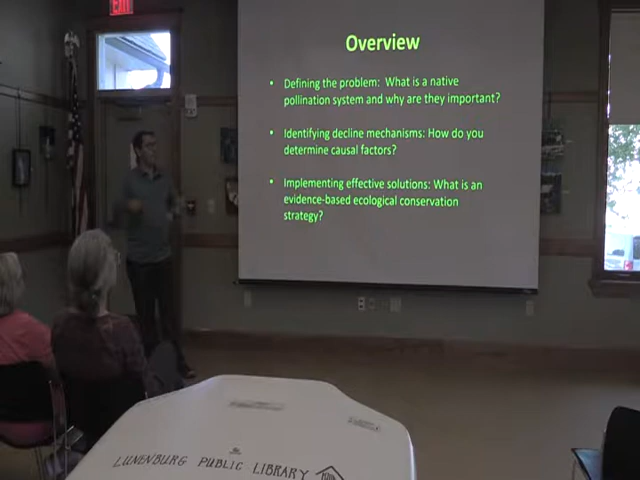 EXIT
Overview
• Defining the problem: What is a native
pollination system and why are they important?
• Identifying decline mechanisms: How do you
determine causal factors?
• Implementing effective solutions: What is an
evidence-based ecological conservation
strategy?
LUNENBURG PUBLIC LIBRARY